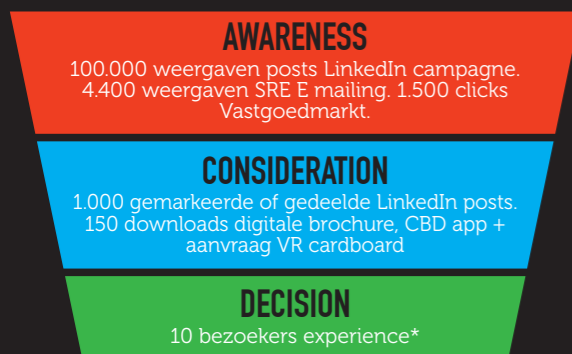 AWARENESS
100.000 weergaven posts LinkedIn campagne.
4.400 weergaven SRE E mailing. 1.500 clicks
Vastgoedmarkt.
CONSIDERATION
1.000 gemarkeerde of gedeelde LinkedIn posts.
150 downloads digitale brochure, CBD app +
aanvraag VR cardboard
DECISION
10 bezoekers experience*